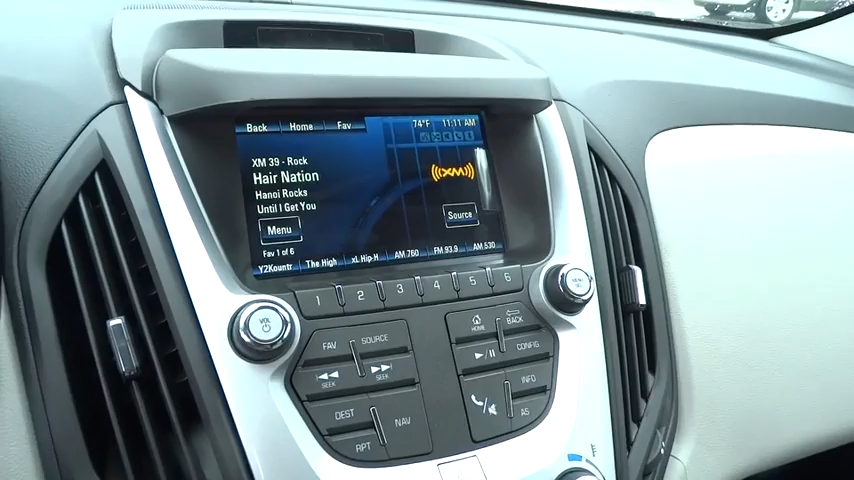 Back Home Fav 74°F 11:11 AM
XM 39 - Rock
Hair Nation
Hanoi Rocks
Until I Get You
((XM))
Menu
Source
Fav 1 of 6
Y2Kountr The High xL Hip-H AM 760 FM 93.9 AM 530
1 2 3 4 5 6
VOL
MENU
FAV SOURCE
SEEK SEEK
DEST NAV
RPT
HOME BACK
CONFIG
INFO
AS